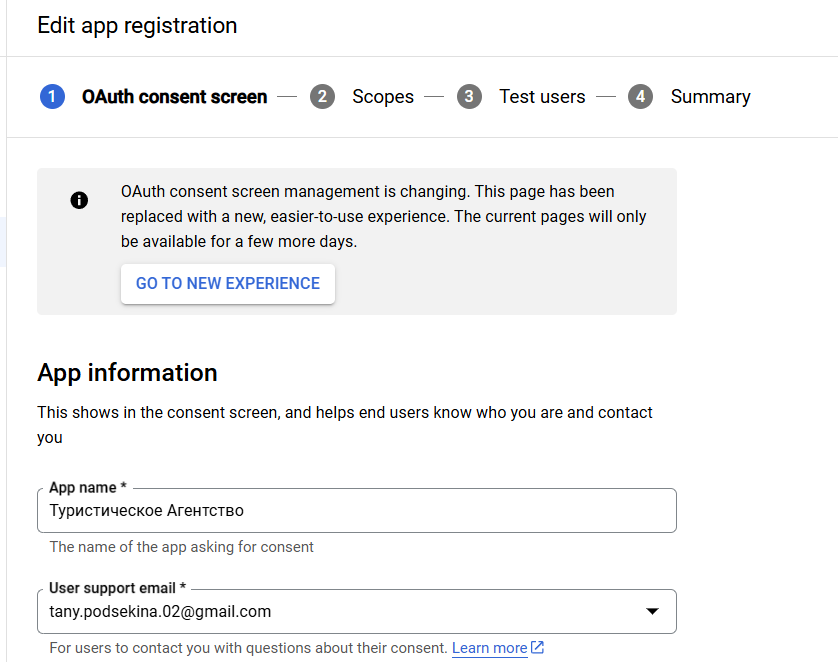 Edit app registration
1 OAuth consent screen — 2 Scopes — 3 Test users — 4 Summary
OAuth consent screen management is changing. This page has been
replaced with a new, easier-to-use experience. The current pages will only
be available for a few more days.
GO TO NEW EXPERIENCE
App information
This shows in the consent screen, and helps end users know who you are and contact
you
App name *
Туристическое Агентство
The name of the app asking for consent
User support email *
tany.podsekina.02@gmail.com
For users to contact you with questions about their consent. Learn more